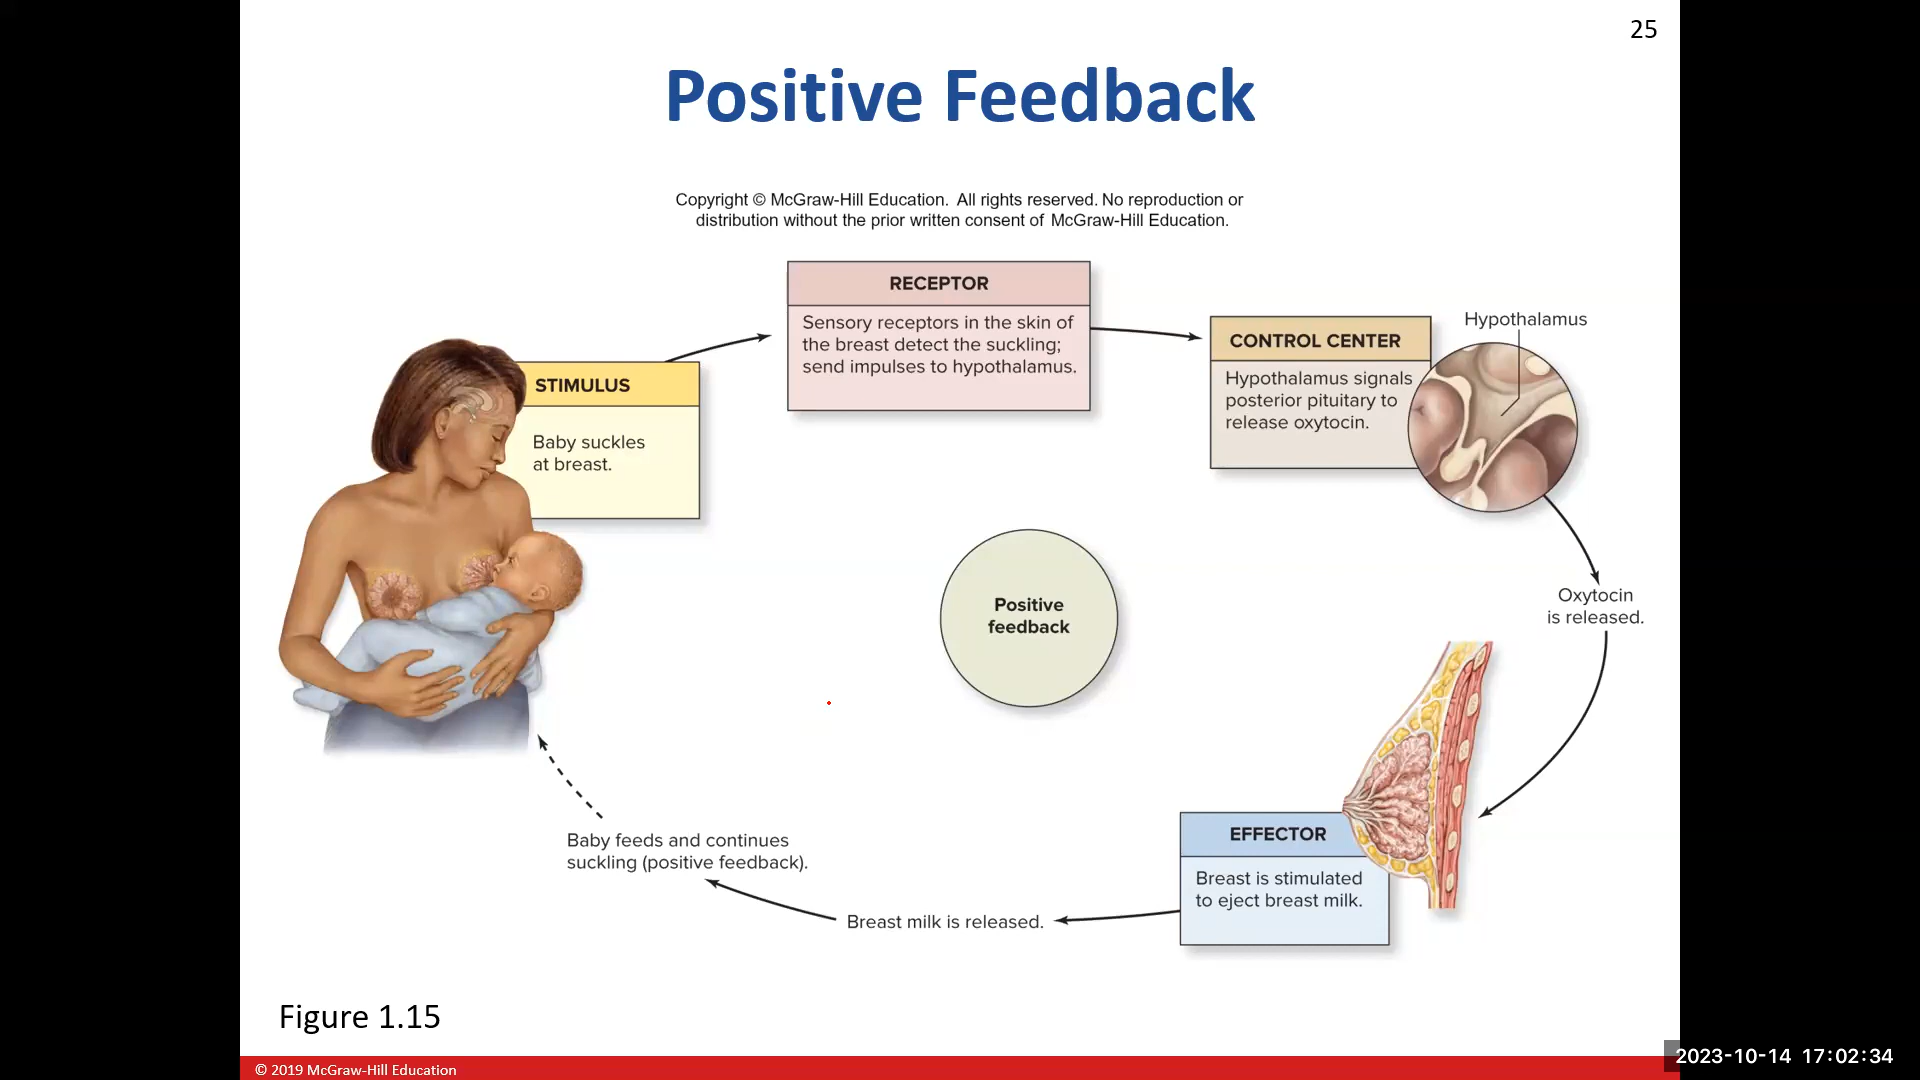 25
Positive Feedback
Copyright © McGraw-Hill Education. All rights reserved. No reproduction or
distribution without the prior written consent of McGraw-Hill Education.
STIMULUS
Baby suckles
at breast.
RECEPTOR
Sensory receptors in the skin of
the breast detect the suckling;
send impulses to hypothalamus.
CONTROL CENTER
Hypothalamus signals
posterior pituitary to
release oxytocin.
Hypothalamus
Oxytocin
is released.
Positive
feedback
EFFECTOR
Breast is stimulated
to eject breast milk.
Breast milk is released.
Baby feeds and continues
suckling (positive feedback).
Figure 1.15
© 2019 McGraw-Hill Education
2023-10-14 17:02:34